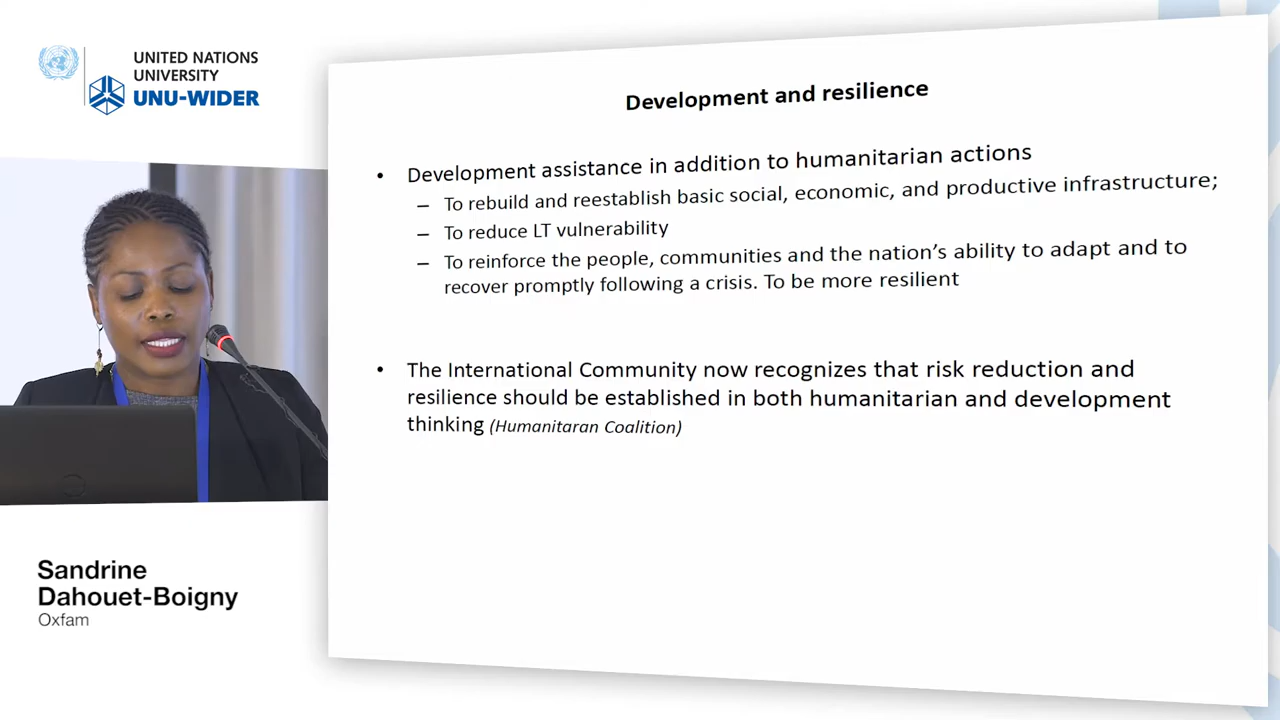 UNITED NATIONS
UNIVERSITY
UNU-WIDER
Development and resilience
• Development assistance in addition to humanitarian actions
– To rebuild and reestablish basic social, economic, and productive infrastructure;
– To reduce LT vulnerability
– To reinforce the people, communities and the nation's ability to adapt and to
recover promptly following a crisis. To be more resilient
• The International Community now recognizes that risk reduction and
resilience should be established in both humanitarian and development
thinking (Humanitaran Coalition)
Sandrine
Dahouet-Boigny
Oxfam